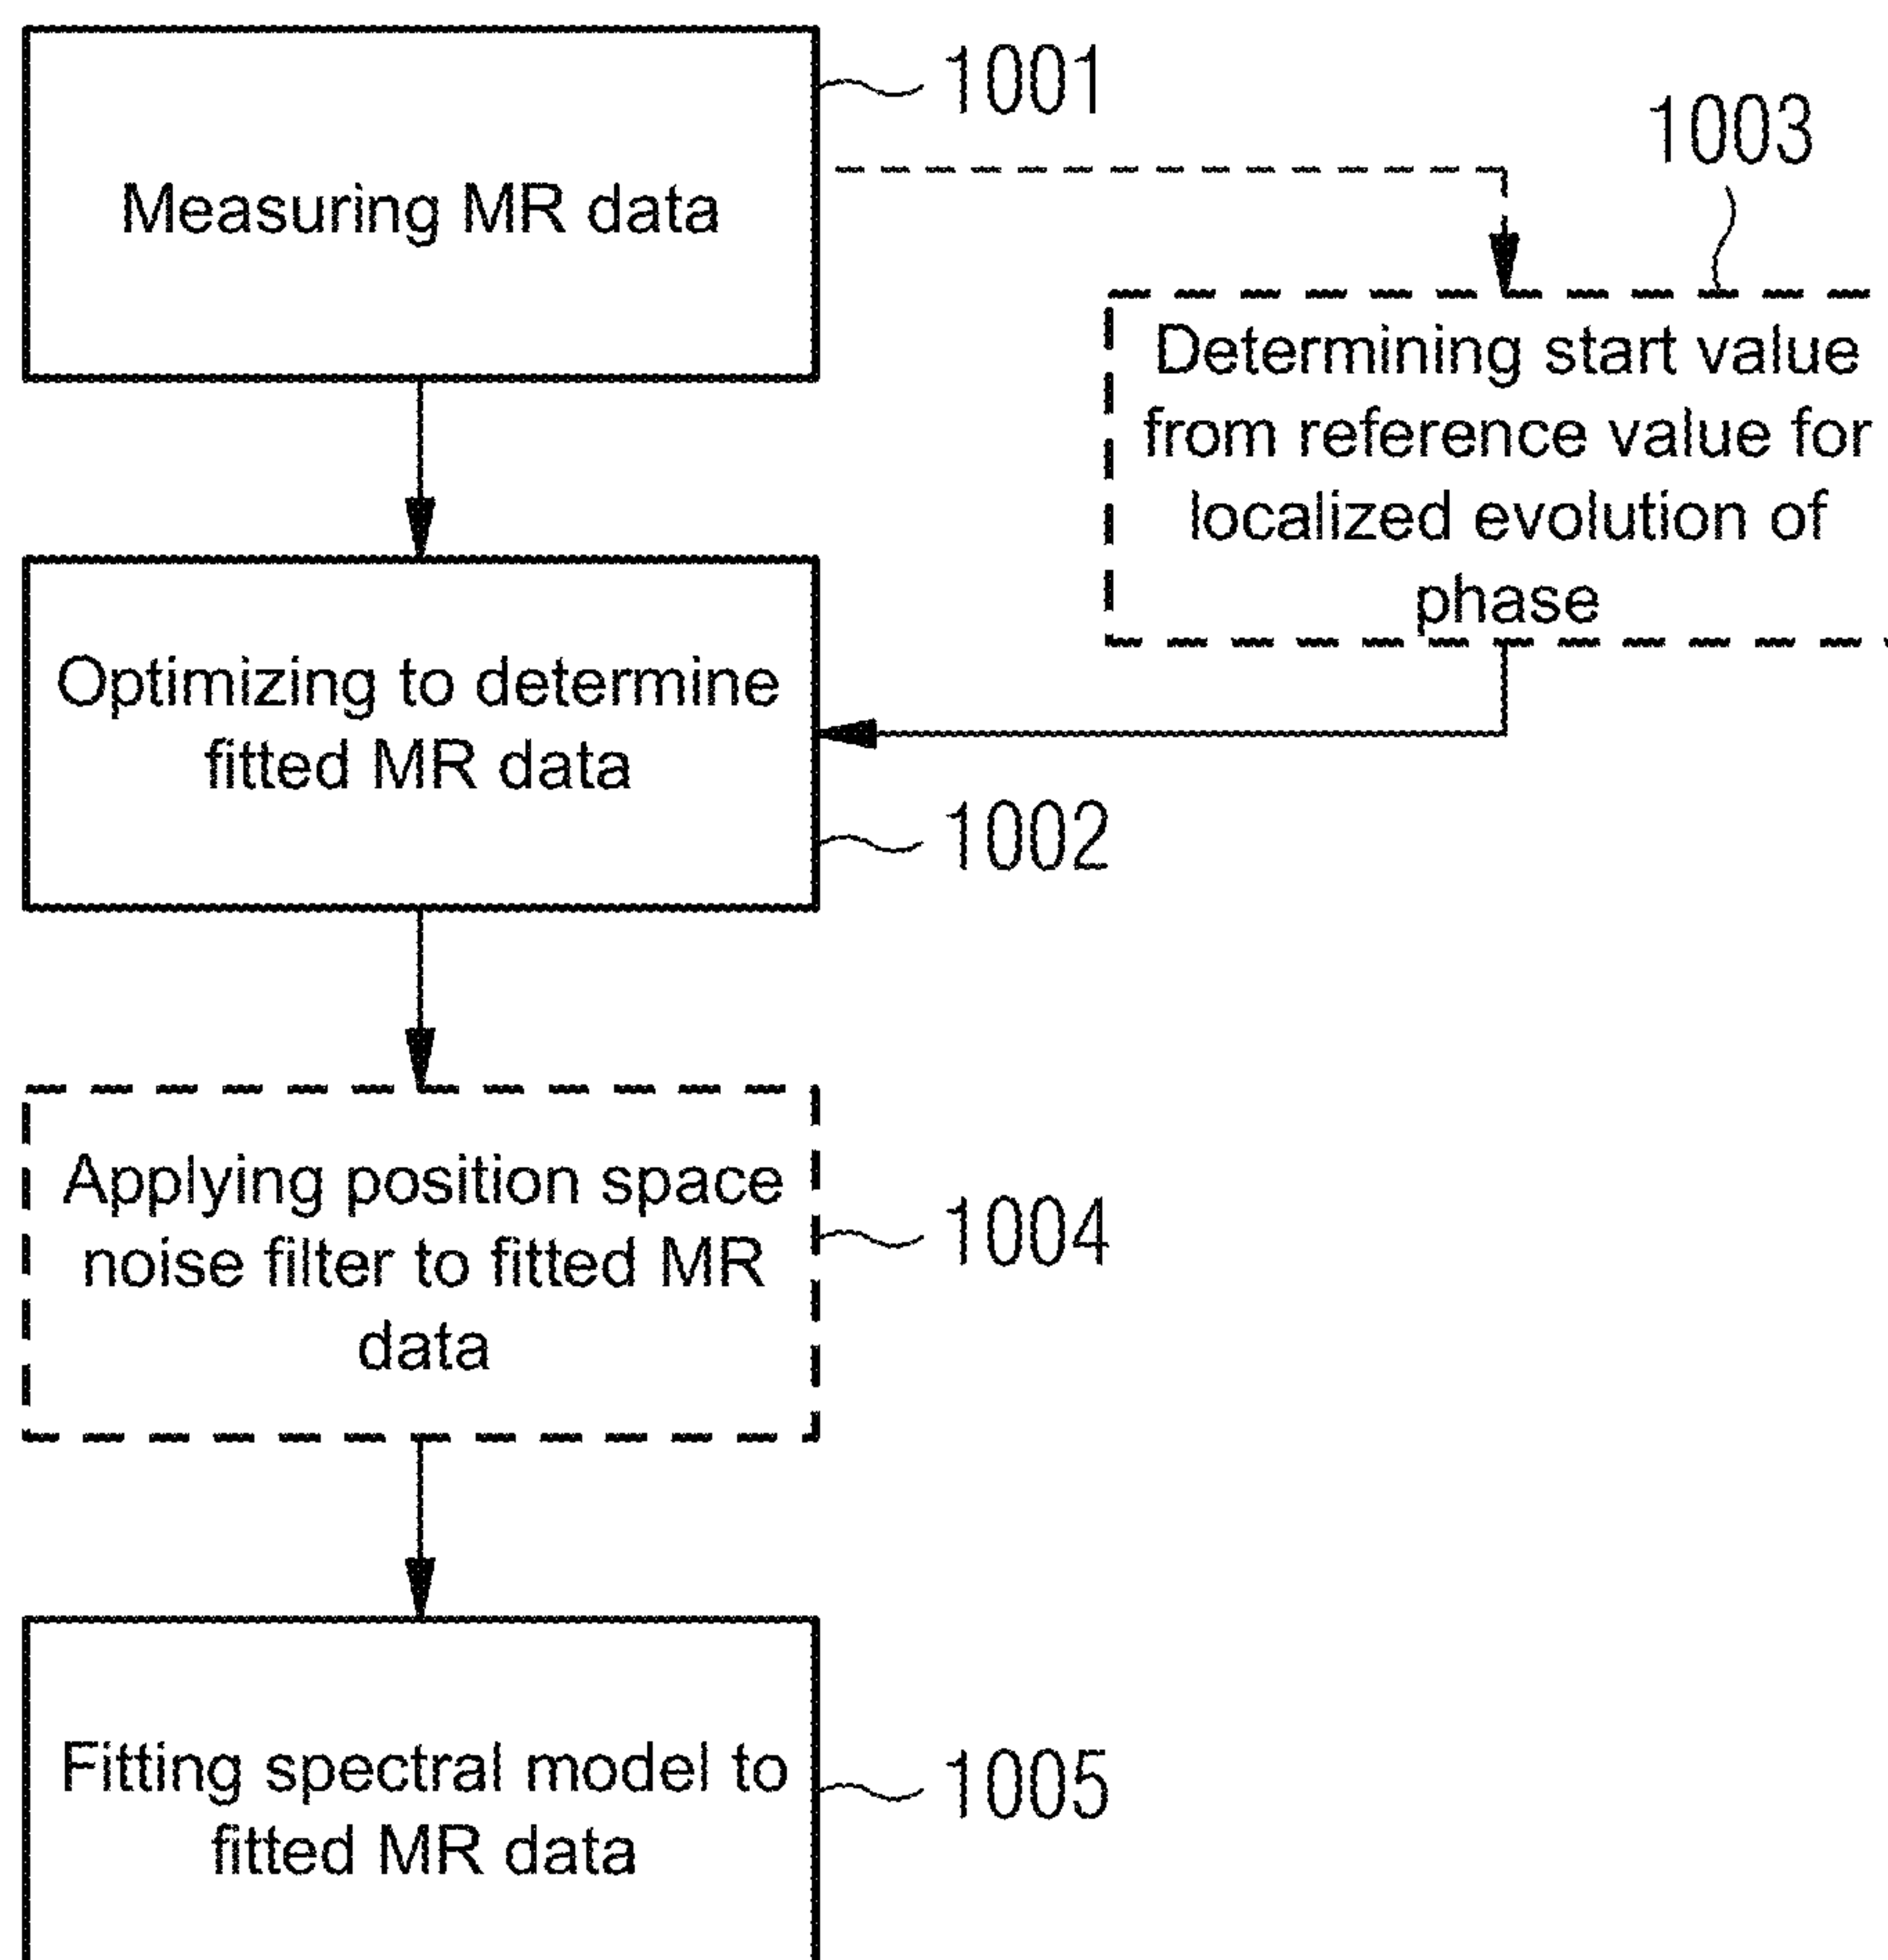 Measuring MR data
1001
1003
Determining start value
from reference value for
localized evolution of
phase
Optimizing to determine
fitted MR data
1002
Applying position space
noise filter to fitted MR
data
1004
Fitting spectral model to
fitted MR data
1005